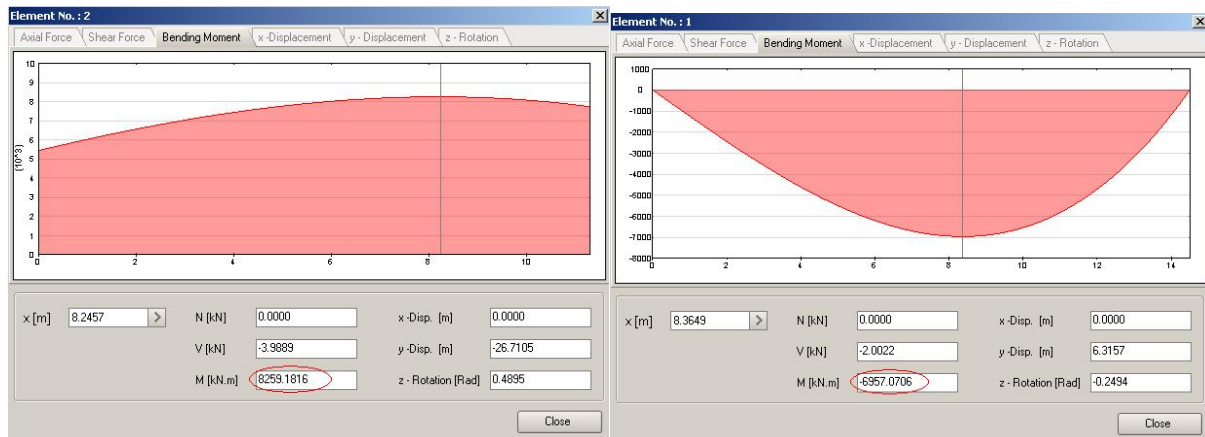 Element No. : 2
Axial Force Shear Force Bending Moment x -Displacement y - Displacement z - Rotation
10
9
8
7
6
5
4
3
2
1
0
(10^3)
0 2 4 6 8 10
x [m] 8.2457 > N [kN] 0.0000 x -Disp. [m] 0.0000
V [kN] -3.9889 y -Disp. [m] -26.7105
M [kN.m] 8259.1816 z - Rotation [Rad] 0.4895
Close
Element No. : 1
Axial Force Shear Force Bending Moment x -Displacement y - Displacement z - Rotation
1000
0
-1000
-2000
-3000
-4000
-5000
-6000
-7000
-8000
0 2 4 6 8 10 12 14
x [m] 8.3649 > N [kN] 0.0000 x -Disp. [m] 0.0000
V [kN] -2.0022 y -Disp. [m] 6.3157
M [kN.m] -6957.0706 z - Rotation [Rad] -0.2494
Close